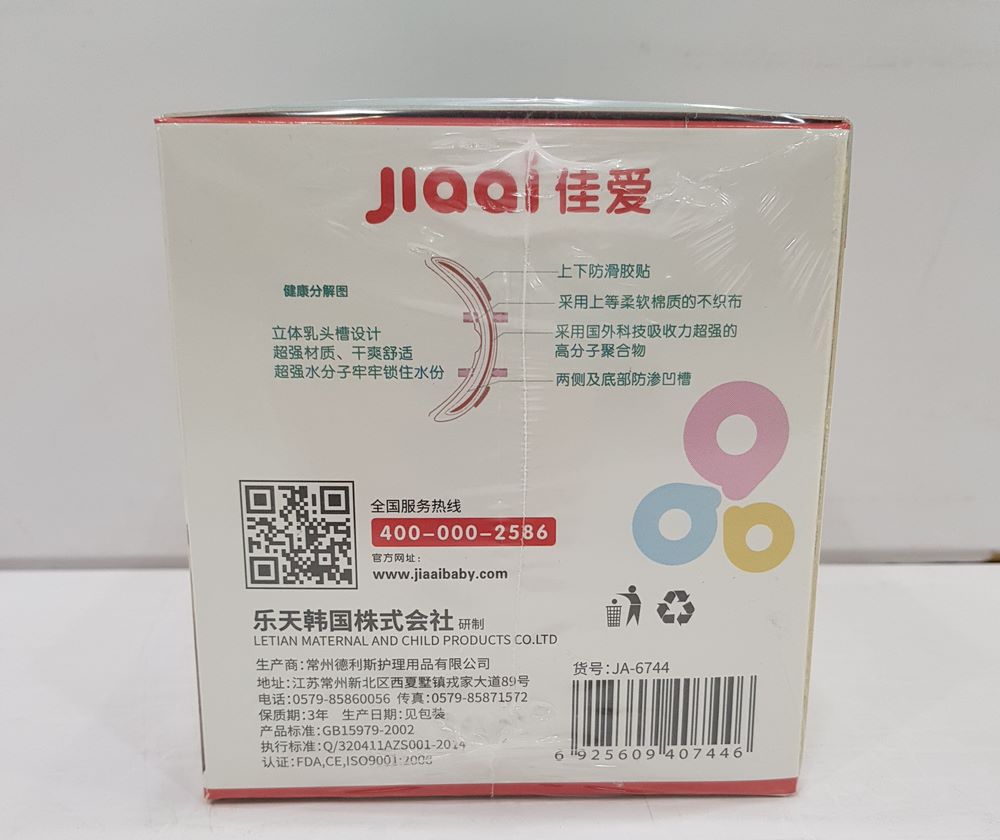 JIAAI 佳爱
健康分解图
立体乳头槽设计
超强材质、干爽舒适
超强水分子牢牢锁住水份
上下防滑胶贴
采用上等柔软棉质的不织布
采用国外科技吸收力超强的
高分子聚合物
两侧及底部防渗凹槽
全国服务热线
400-000-2586
官方网址:
www.jiaaibaby.com
乐天韩国株式会社 研制
LETIAN MATERNAL AND CHILD PRODUCTS CO.LTD
生产商:常州德利斯护理用品有限公司
地址:江苏常州新北区西夏墅镇戎家大道89号
电话:0579-85860056 传真:0579-85871572
保质期:3年 生产日期:见包装
产品标准:GB15979-2002
执行标准:Q/320411AZS001-2014
认证:FDA,CE,ISO9001:2008
货号:JA-6744
6 925609 407446